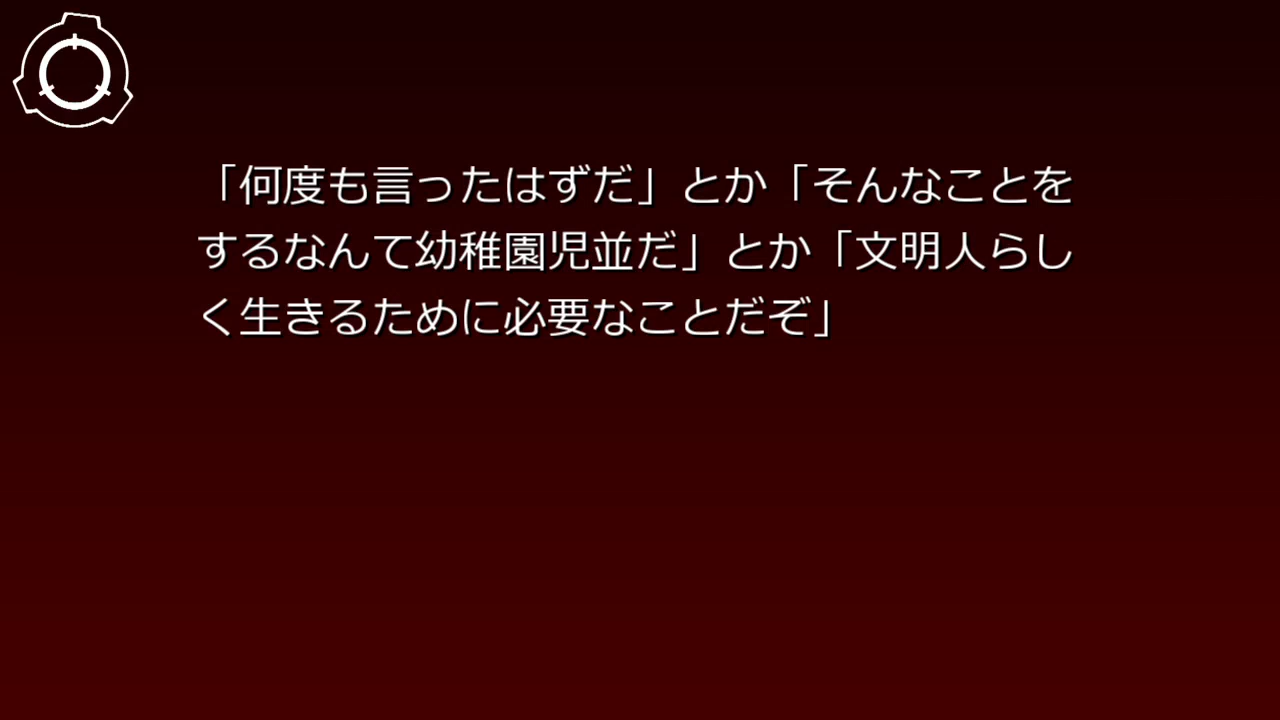 「何度も言ったはずだ」とか「そんなことを
するなんて幼稚園児並だ」とか「文明人らし
く生きるために必要なことだぞ」